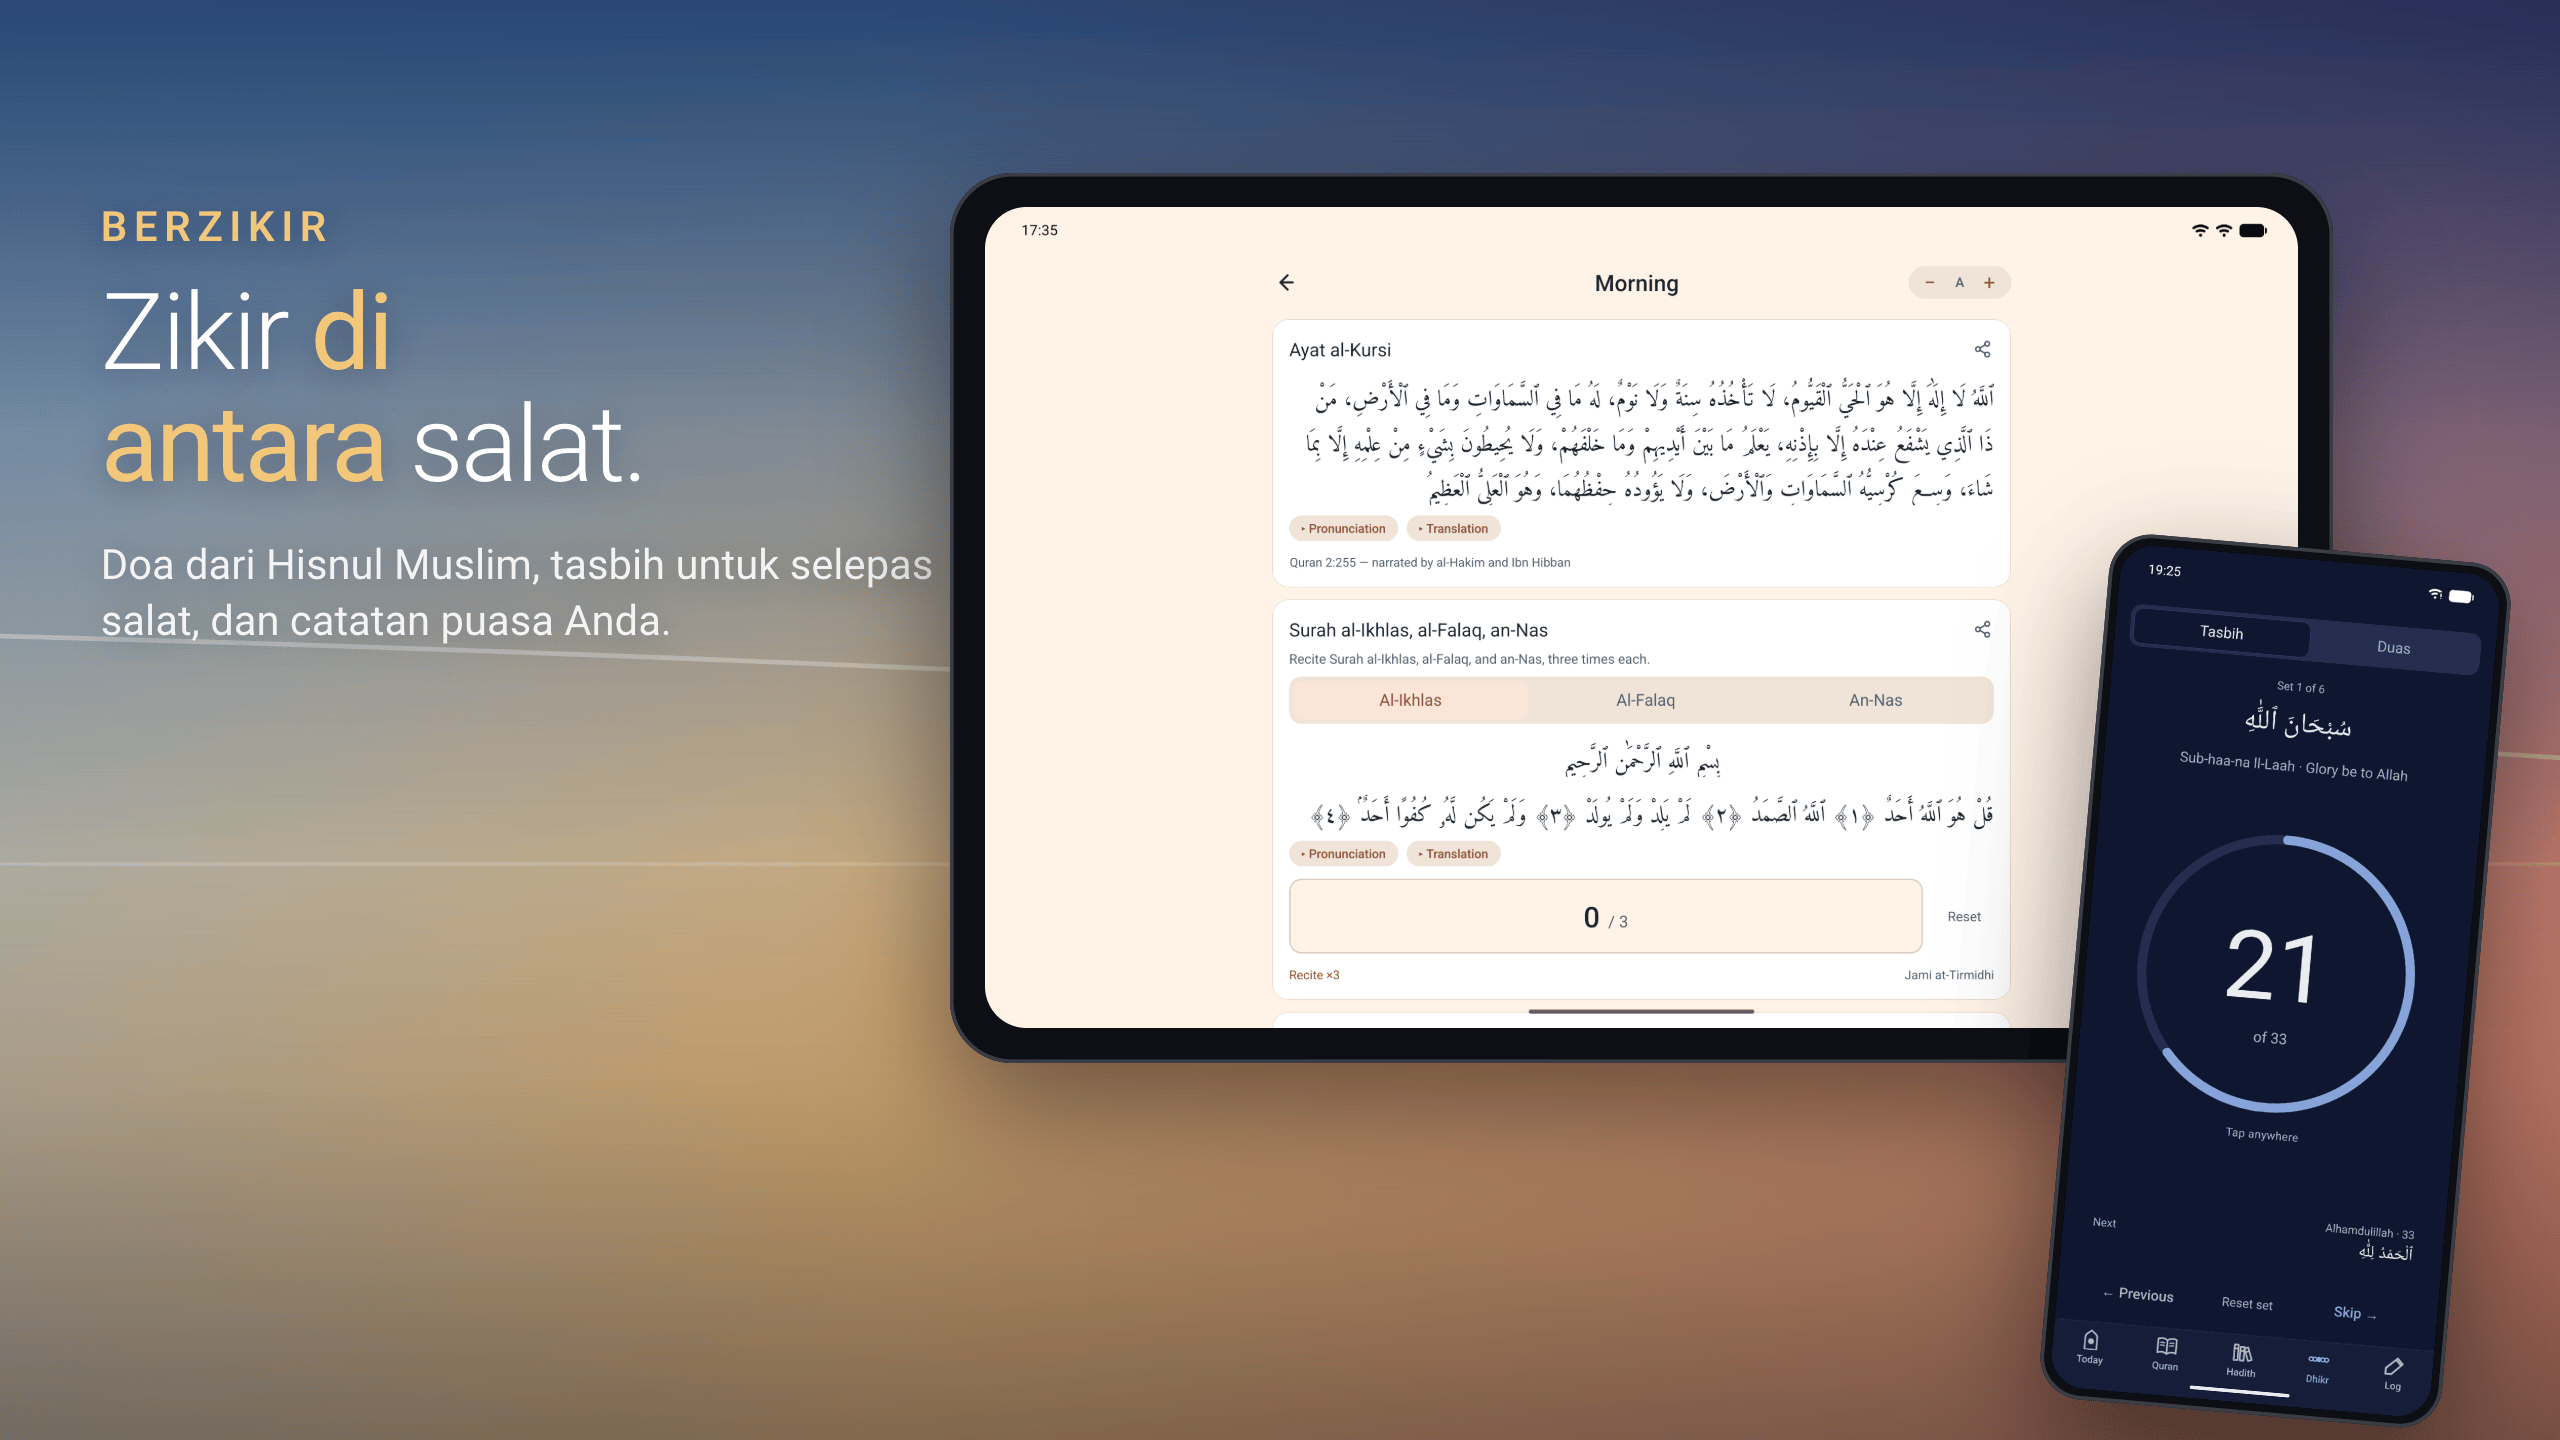 BERZIKIR
Zikir di
antara salat.
Doa dari Hisnul Muslim, tasbih untuk selepas
salat, dan catatan puasa Anda.
17:35
Morning
− A +
Ayat al-Kursi
ٱللَّهُ لَا إِلَٰهَ إِلَّا هُوَ ٱلْحَيُّ ٱلْقَيُّومُ، لَا تَأْخُذُهُ سِنَةٌ وَلَا نَوْمٌ، لَهُ مَا فِي ٱلسَّمَاوَاتِ وَمَا فِي ٱلْأَرْضِ، مَنْ
ذَا ٱلَّذِي يَشْفَعُ عِنْدَهُ إِلَّا بِإِذْنِهِ، يَعْلَمُ مَا بَيْنَ أَيْدِيهِمْ وَمَا خَلْفَهُمْ، وَلَا يُحِيطُونَ بِشَيْءٍ مِنْ عِلْمِهِ إِلَّا بِمَا
شَاءَ، وَسِعَ كُرْسِيُّهُ السَّمَاوَاتِ وَٱلْأَرْضَ، وَلَا يَؤُودُهُ حِفْظُهُمَا، وَهُوَ ٱلْعَلِيُّ ٱلْعَظِيمُ
Pronunciation Translation
Quran 2:255 — narrated by al-Hakim and Ibn Hibban
Surah al-Ikhlas, al-Falaq, an-Nas
Recite Surah al-Ikhlas, al-Falaq, and an-Nas, three times each.
Al-Ikhlas Al-Falaq An-Nas
بِسْمِ ٱللَّهِ ٱلرَّحْمَٰنِ ٱلرَّحِيمِ
قُلْ هُوَ ٱللَّهُ أَحَدٌ ﴿١﴾ ٱللَّهُ ٱلصَّمَدُ ﴿٢﴾ لَمْ يَلِدْ وَلَمْ يُولَدْ ﴿٣﴾ وَلَمْ يَكُن لَّهُۥ كُفُوًا أَحَدٌۢ ﴿٤﴾
Pronunciation Translation
0 / 3
Reset
Recite ×3
Jami at-Tirmidhi
19:25
Tasbih Duas
Set 1 of 6
سُبْحَانَ ٱللَّٰهِ
Sub-haa-na ll-Laah · Glory be to Allah
21
of 33
Tap anywhere
Next
Alhamdulillah · 33
ٱلْحَمْدُ لِلَّٰهِ
← Previous Reset set Skip →
Today Quran Hadith Dhikr Log